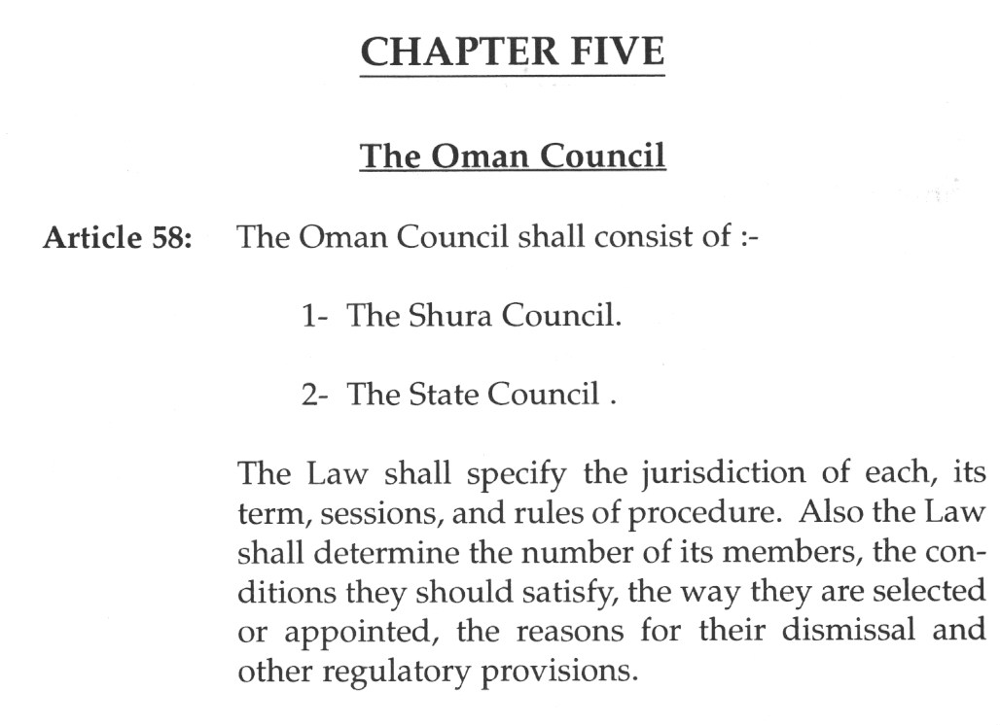 CHAPTER FIVE
The Oman Council
Article 58: The Oman Council shall consist of :-
1- The Shura Council.
2- The State Council .
The Law shall specify the jurisdiction of each, its
term, sessions, and rules of procedure. Also the Law
shall determine the number of its members, the con-
ditions they should satisfy, the way they are selected
or appointed, the reasons for their dismissal and
other regulatory provisions.